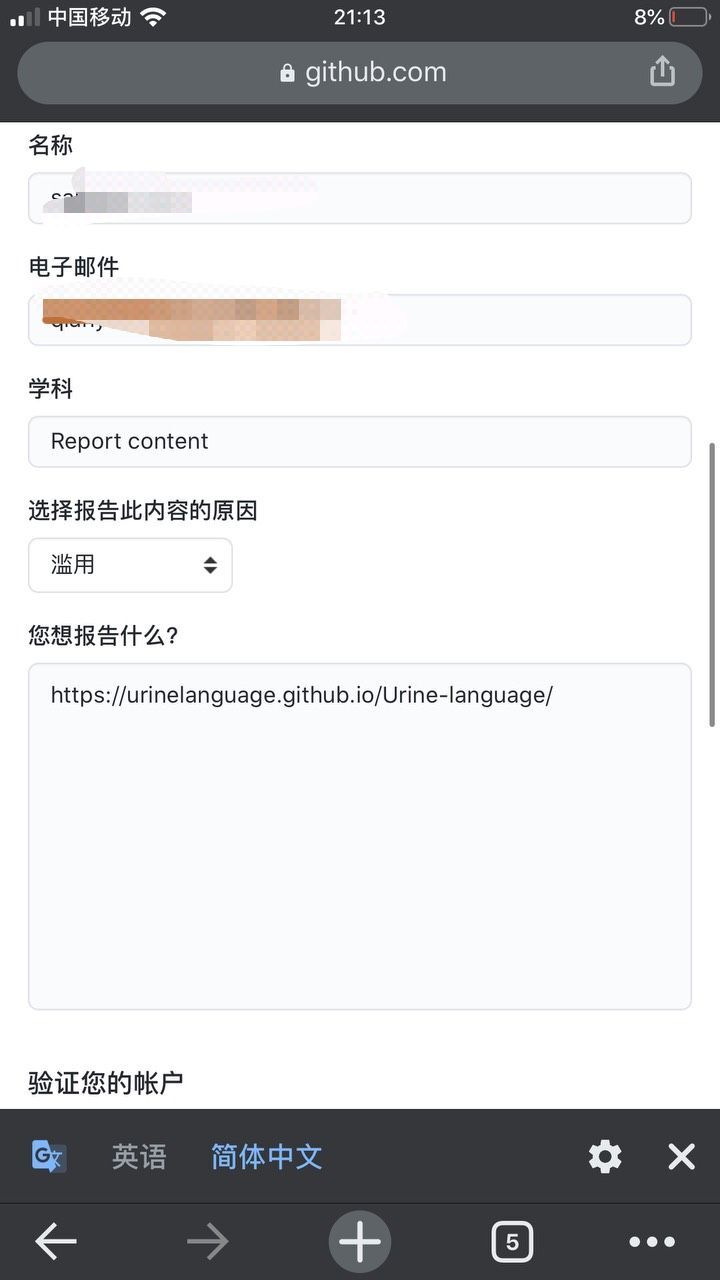 中国移动
21:13
8%
github.com
名称
电子邮件
学科
Report content
选择报告此内容的原因
滥用
您想报告什么?
https://urinelanguage.github.io/Urine-language/
验证您的帐户
G文
英语
简体中文
5